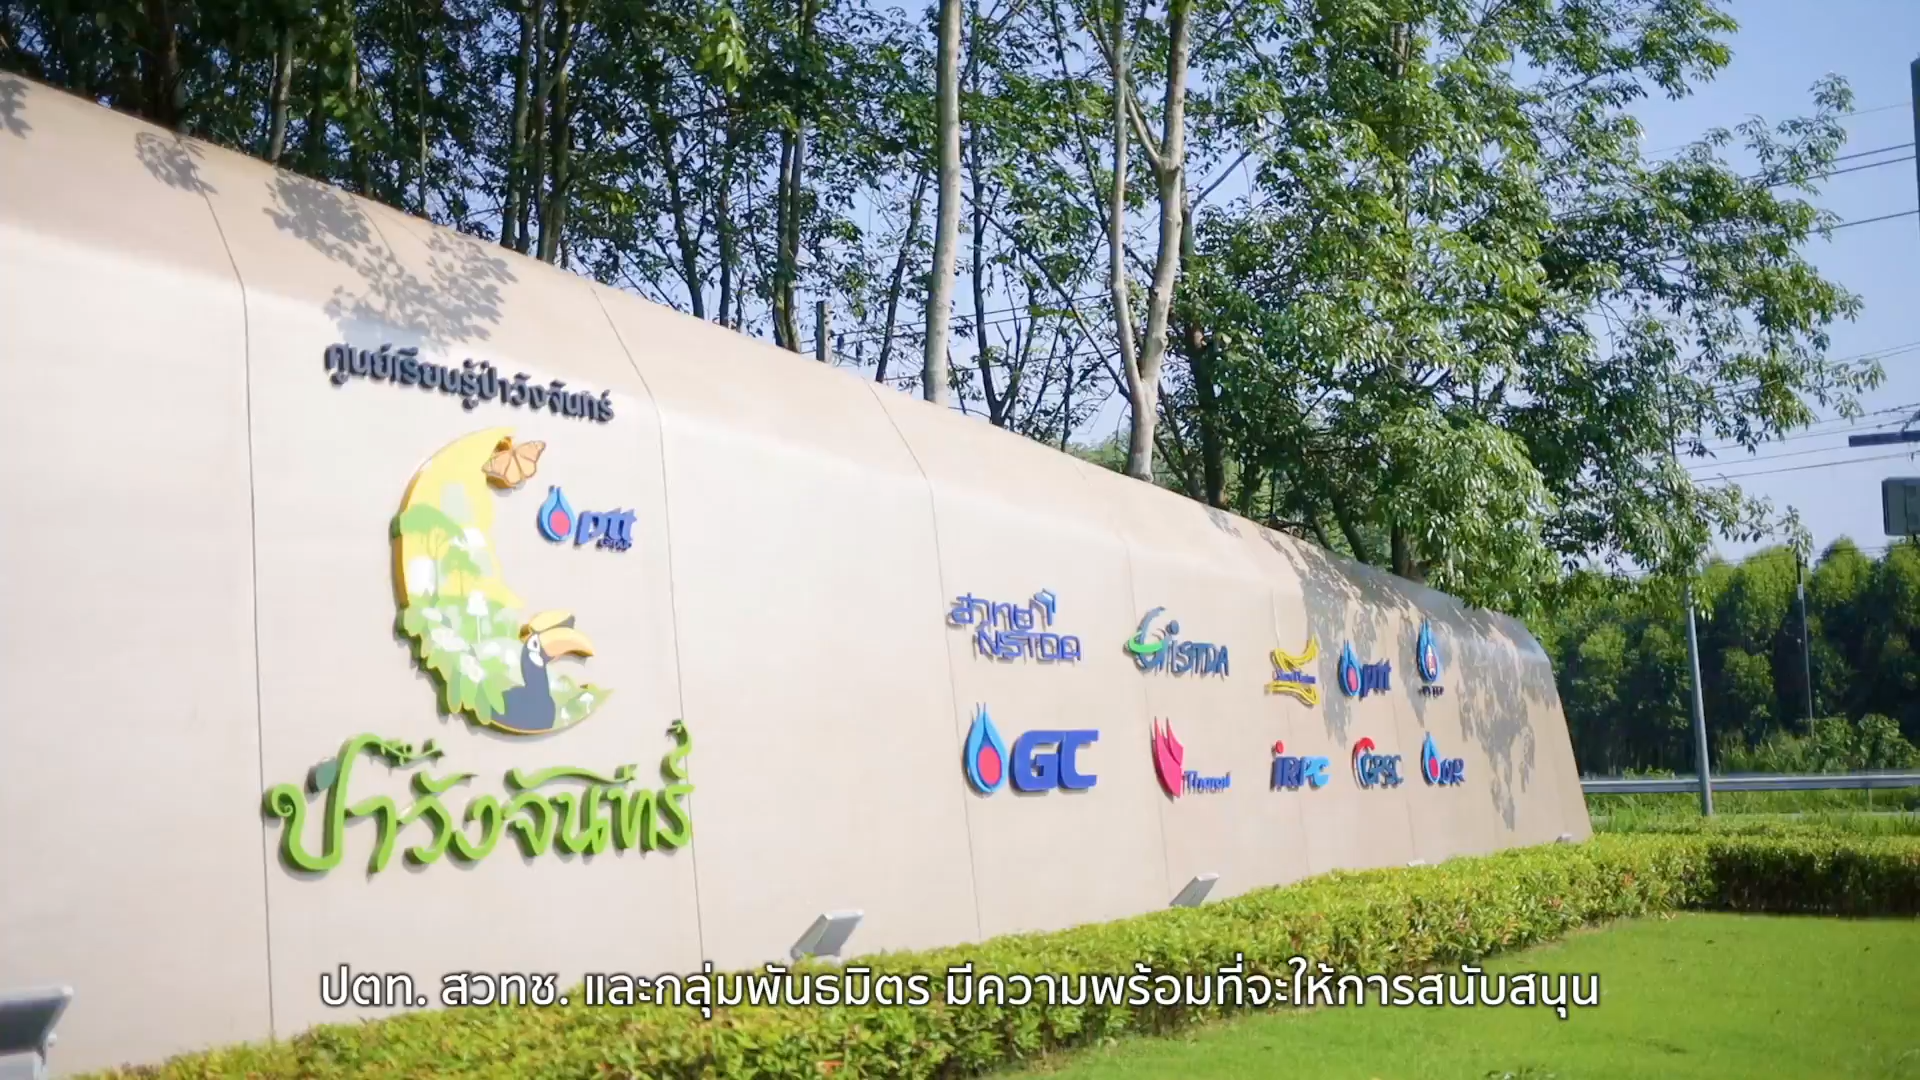 ศูนย์เรียนรู้ป่าวังจันทร์
ptt
GROUP
ป่าวังจันทร์
สวทช
NSTDA
GISTDA
ptt
GC
Thaioil
IRPC
GPSC
OR
ปตท. สวทช. และกลุ่มพันธมิตร มีความพร้อมที่จะให้การสนับสนุน